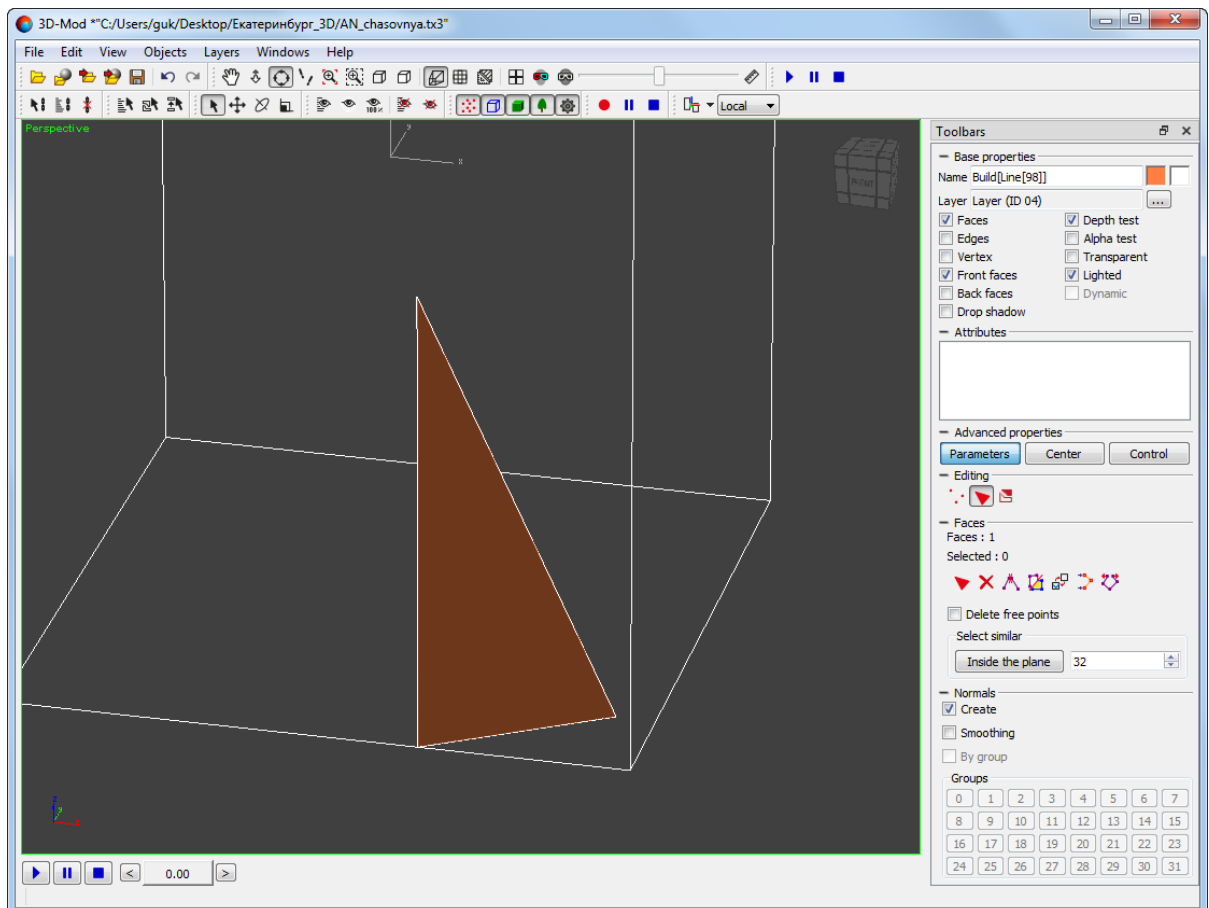 3D-Mod *"C:/Users/guk/Desktop/Екатеринбург_3D/AN_chasovnya.tx3"
File Edit View Objects Layers Windows Help
100%
Local
Perspective
y
x
FRONT
z
y
x
0.00
Toolbars
Base properties
Name Build[Line[98]]
Layer Layer (ID 04) ...
Faces Depth test
Edges Alpha test
Vertex Transparent
Front faces Lighted
Back faces Dynamic
Drop shadow
Attributes
Advanced properties
Parameters Center Control
Editing
Faces
Faces : 1
Selected : 0
Delete free points
Select similar
Inside the plane 32
Normals
Create
Smoothing
By group
Groups
0 1 2 3 4 5 6 7
8 9 10 11 12 13 14 15
16 17 18 19 20 21 22 23
24 25 26 27 28 29 30 31